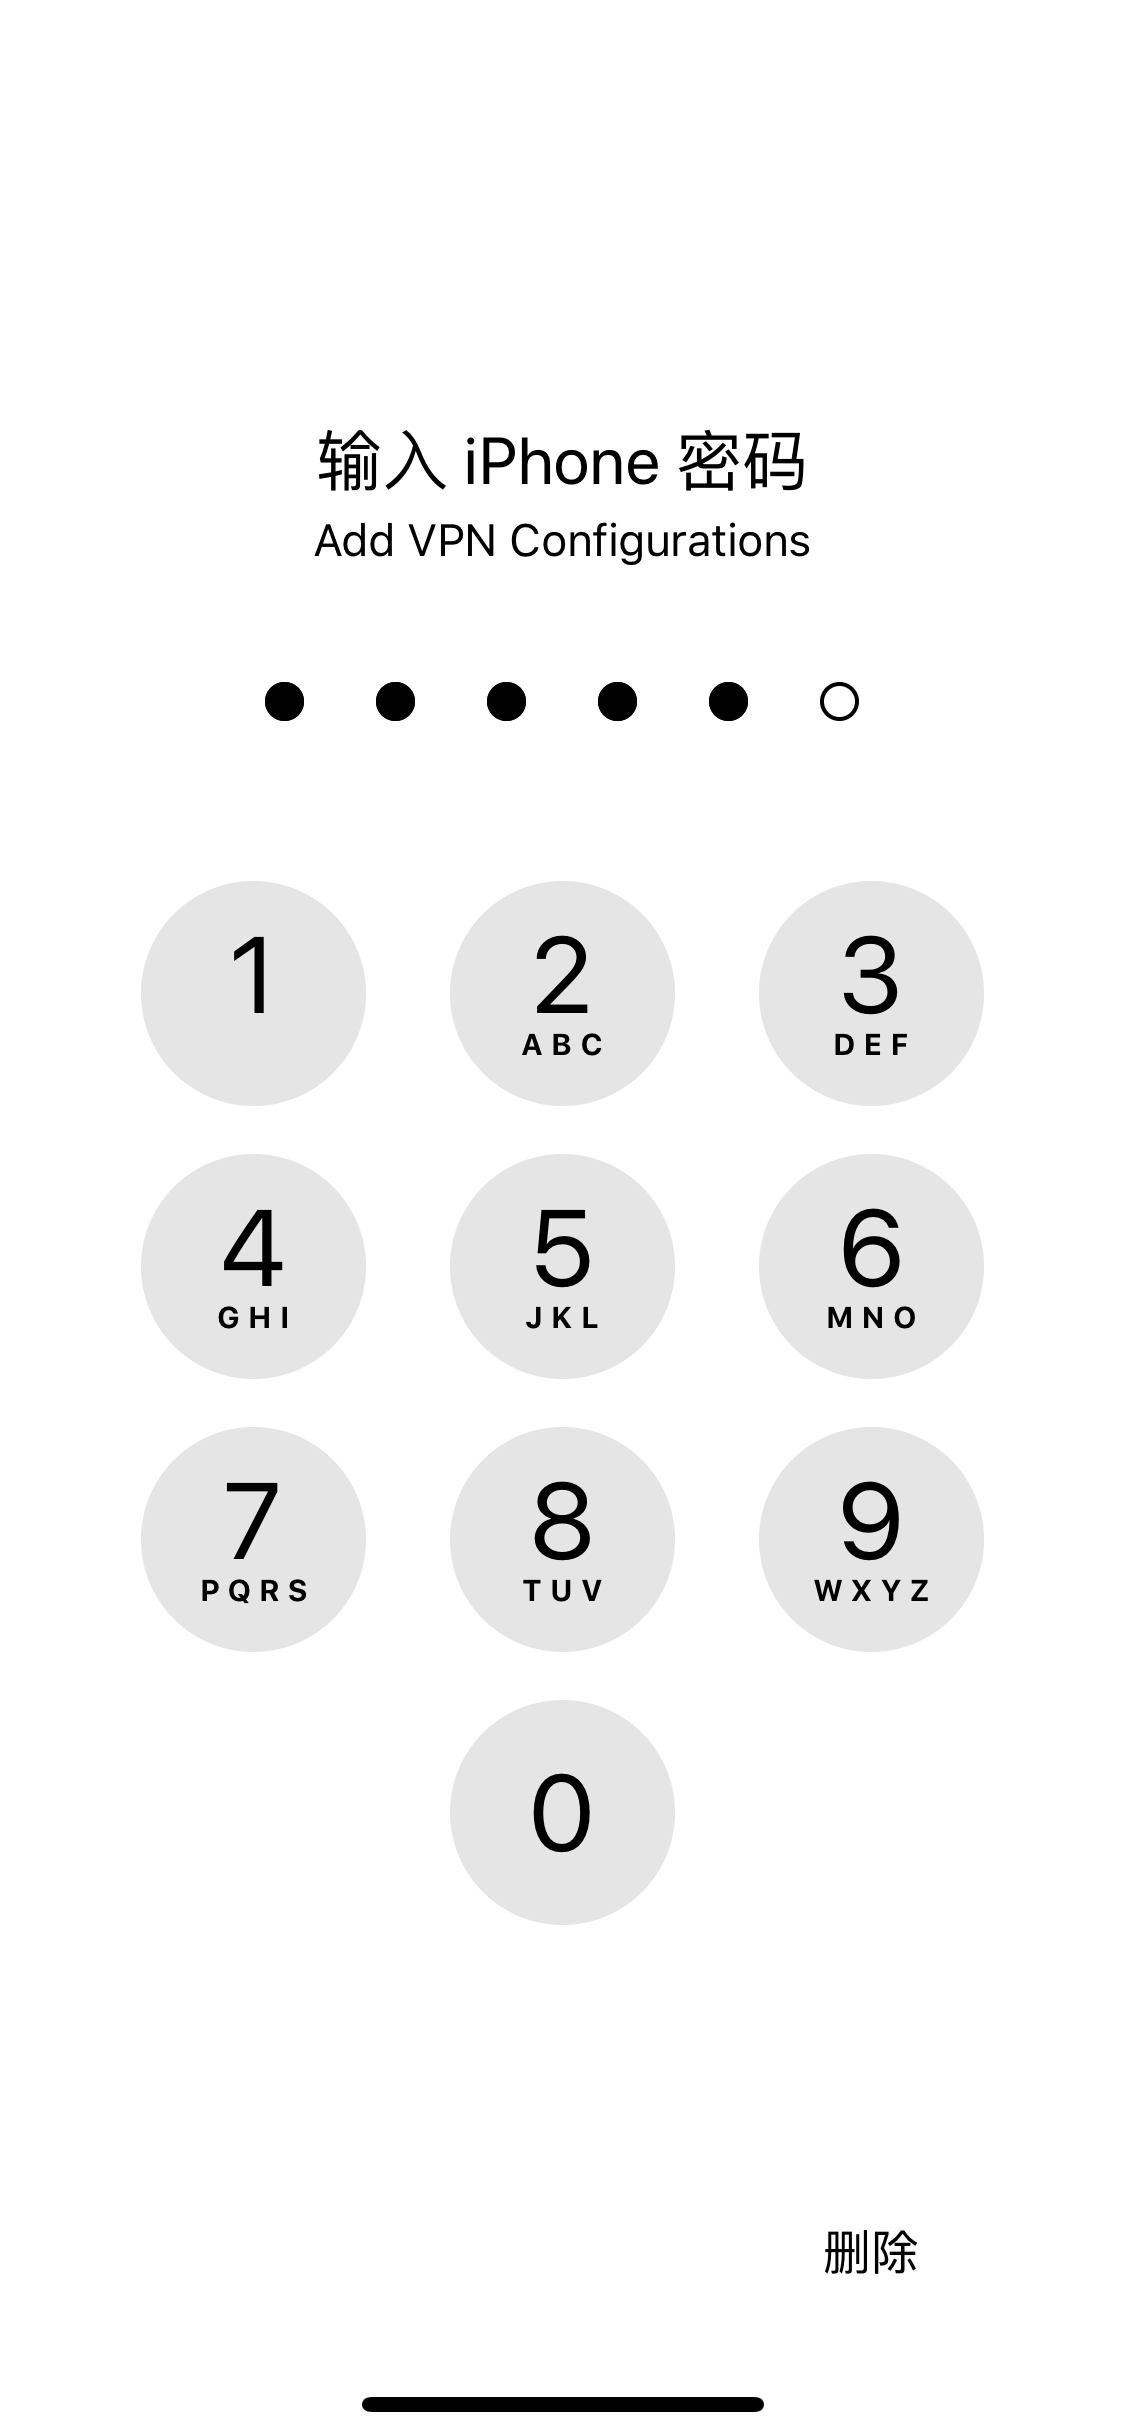 输入 iPhone 密码
Add VPN Configurations
1 2 3
ABC DEF
4 5 6
GHI JKL MNO
7 8 9
PQRS TUV WXYZ
0
删除